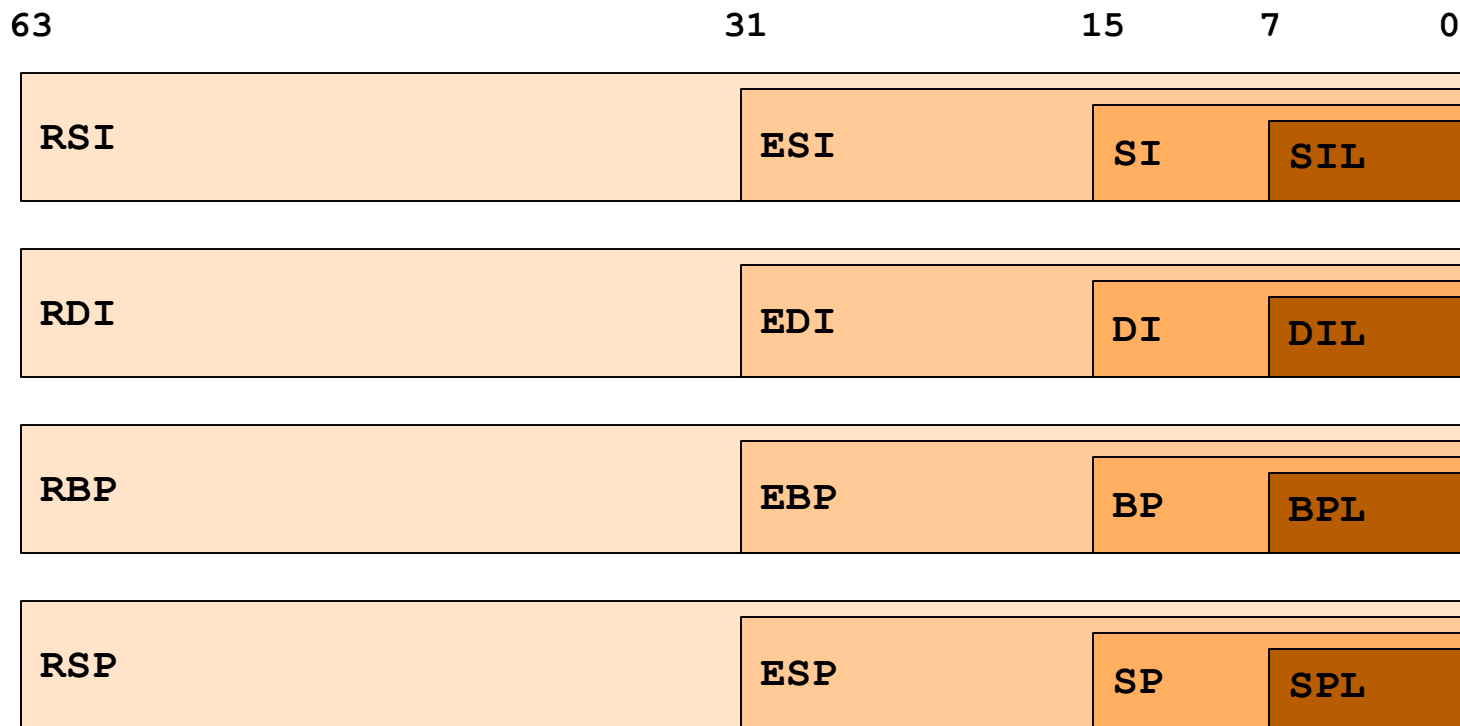 63 31 15 7 0
RSI ESI SI SIL
RDI EDI DI DIL
RBP EBP BP BPL
RSP ESP SP SPL